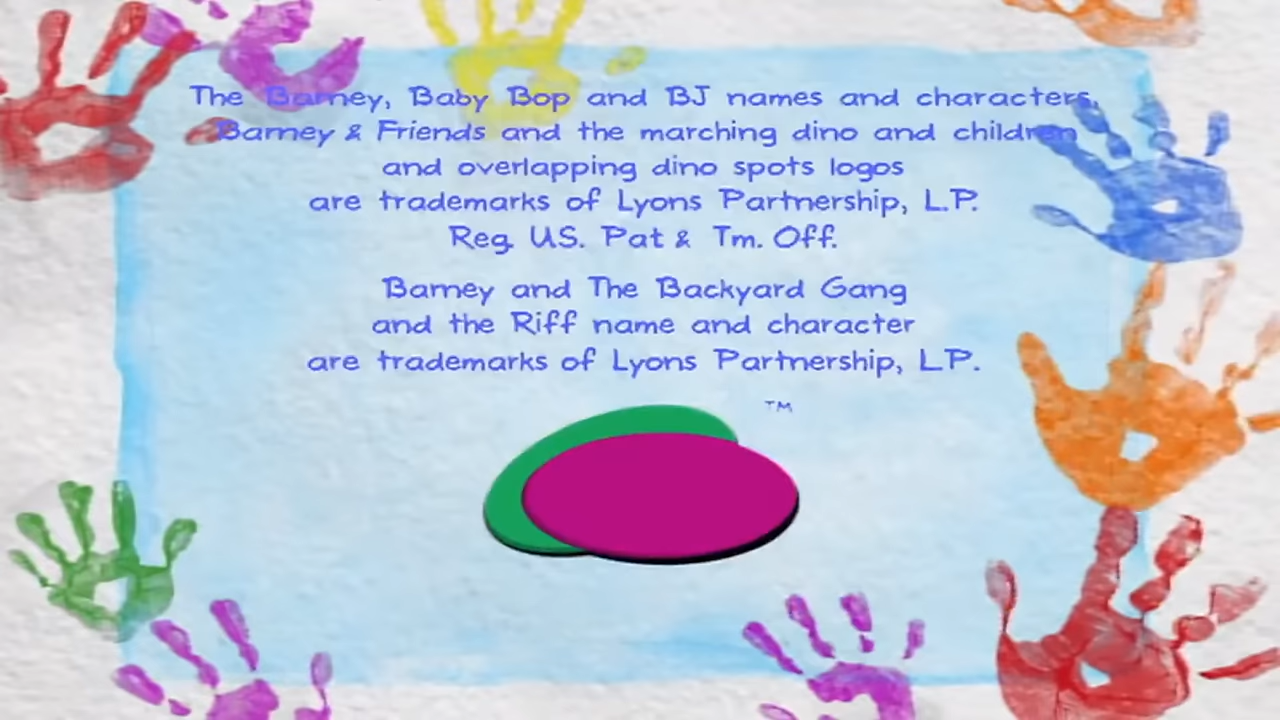 The Barney, Baby Bop and BJ names and characters,
Barney & Friends and the marching dino and children
and overlapping dino spots logos
are trademarks of Lyons Partnership, L.P.
Reg. U.S. Pat & Tm. Off.
Barney and The Backyard Gang
and the Riff name and character
are trademarks of Lyons Partnership, L.P.
TM